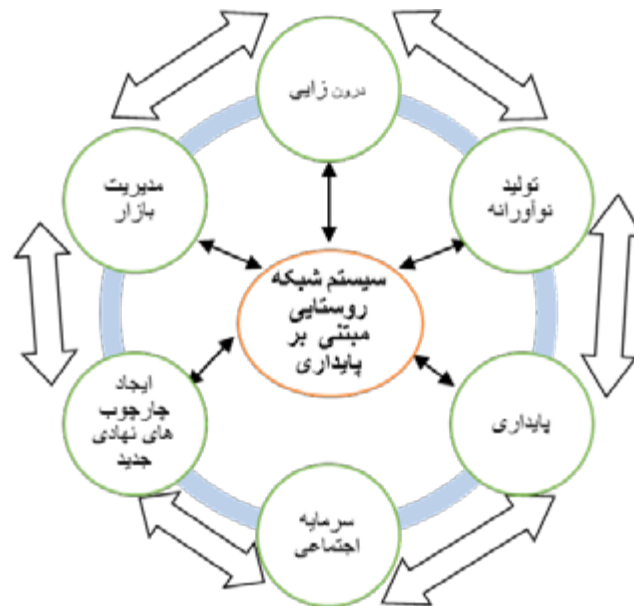 درون زایی
تولید
نوآورانه
پایداری
سرمایه
اجتماعی
ایجاد
چارچوب
های نهادی
جدید
مدیریت
بازار
سیستم شبکه
روستایی
مبتنی بر
پایداری